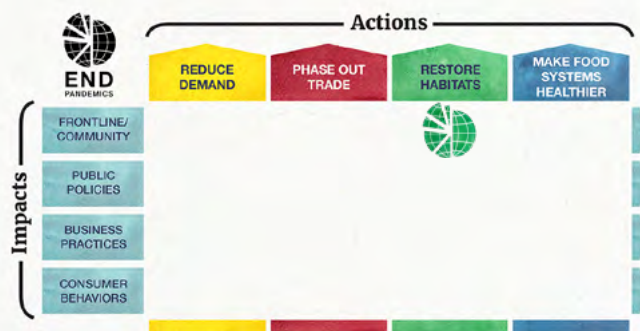 Actions
END
PANDEMICS
REDUCE
DEMAND
PHASE OUT
TRADE
RESTORE
HABITATS
MAKE FOOD
SYSTEMS
HEALTHIER
Impacts
FRONTLINE/
COMMUNITY
PUBLIC
POLICIES
BUSINESS
PRACTICES
CONSUMER
BEHAVIORS